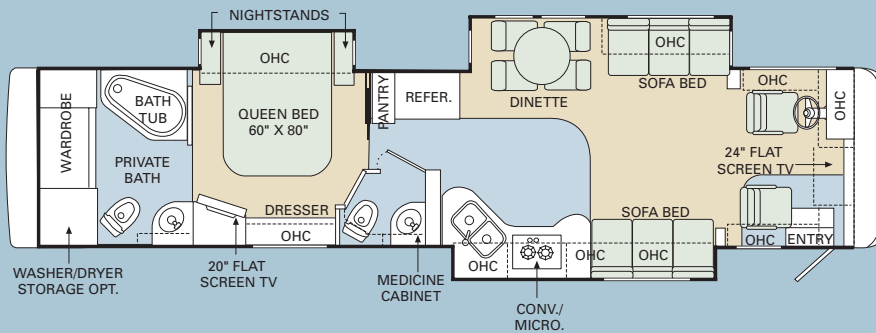 NIGHTSTANDS
OHC
OHC
BATH
TUB
WARDROBE
QUEEN BED
60" X 80"
PANTRY
REFER.
DINETTE
SOFA BED
OHC
OHC
PRIVATE
BATH
24" FLAT
SCREEN TV
DRESSER
OHC
SOFA BED
OHC
ENTRY
WASHER/DRYER
STORAGE OPT.
20" FLAT
SCREEN TV
MEDICINE
CABINET
OHC
OHC
OHC
CONV./
MICRO.